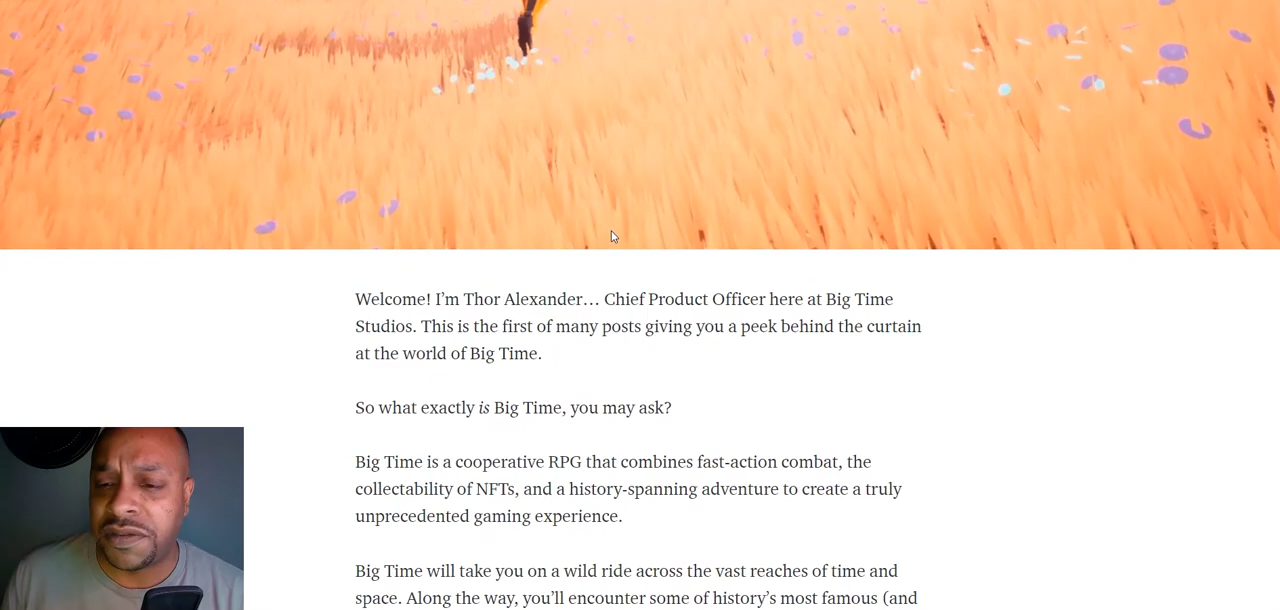 Welcome! I’m Thor Alexander… Chief Product Officer here at Big Time
Studios. This is the first of many posts giving you a peek behind the curtain
at the world of Big Time.
So what exactly is Big Time, you may ask?
Big Time is a cooperative RPG that combines fast-action combat, the
collectability of NFTs, and a history-spanning adventure to create a truly
unprecedented gaming experience.
Big Time will take you on a wild ride across the vast reaches of time and
space. Along the way, you’ll encounter some of history’s most famous (and